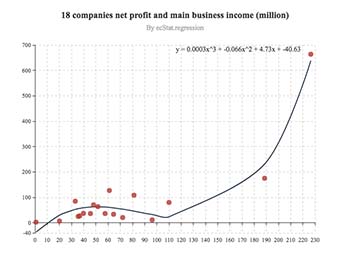 18 companies net profit and main business income (million)
By ecStat.regression
y = 0.0003x^3 + -0.066x^2 + 4.73x + -40.63
700
600
500
400
300
200
100
0
-40
0 10 20 30 40 50 60 70 80 90 100 110 120 130 140 150 160 170 180 190 200 210 220 230